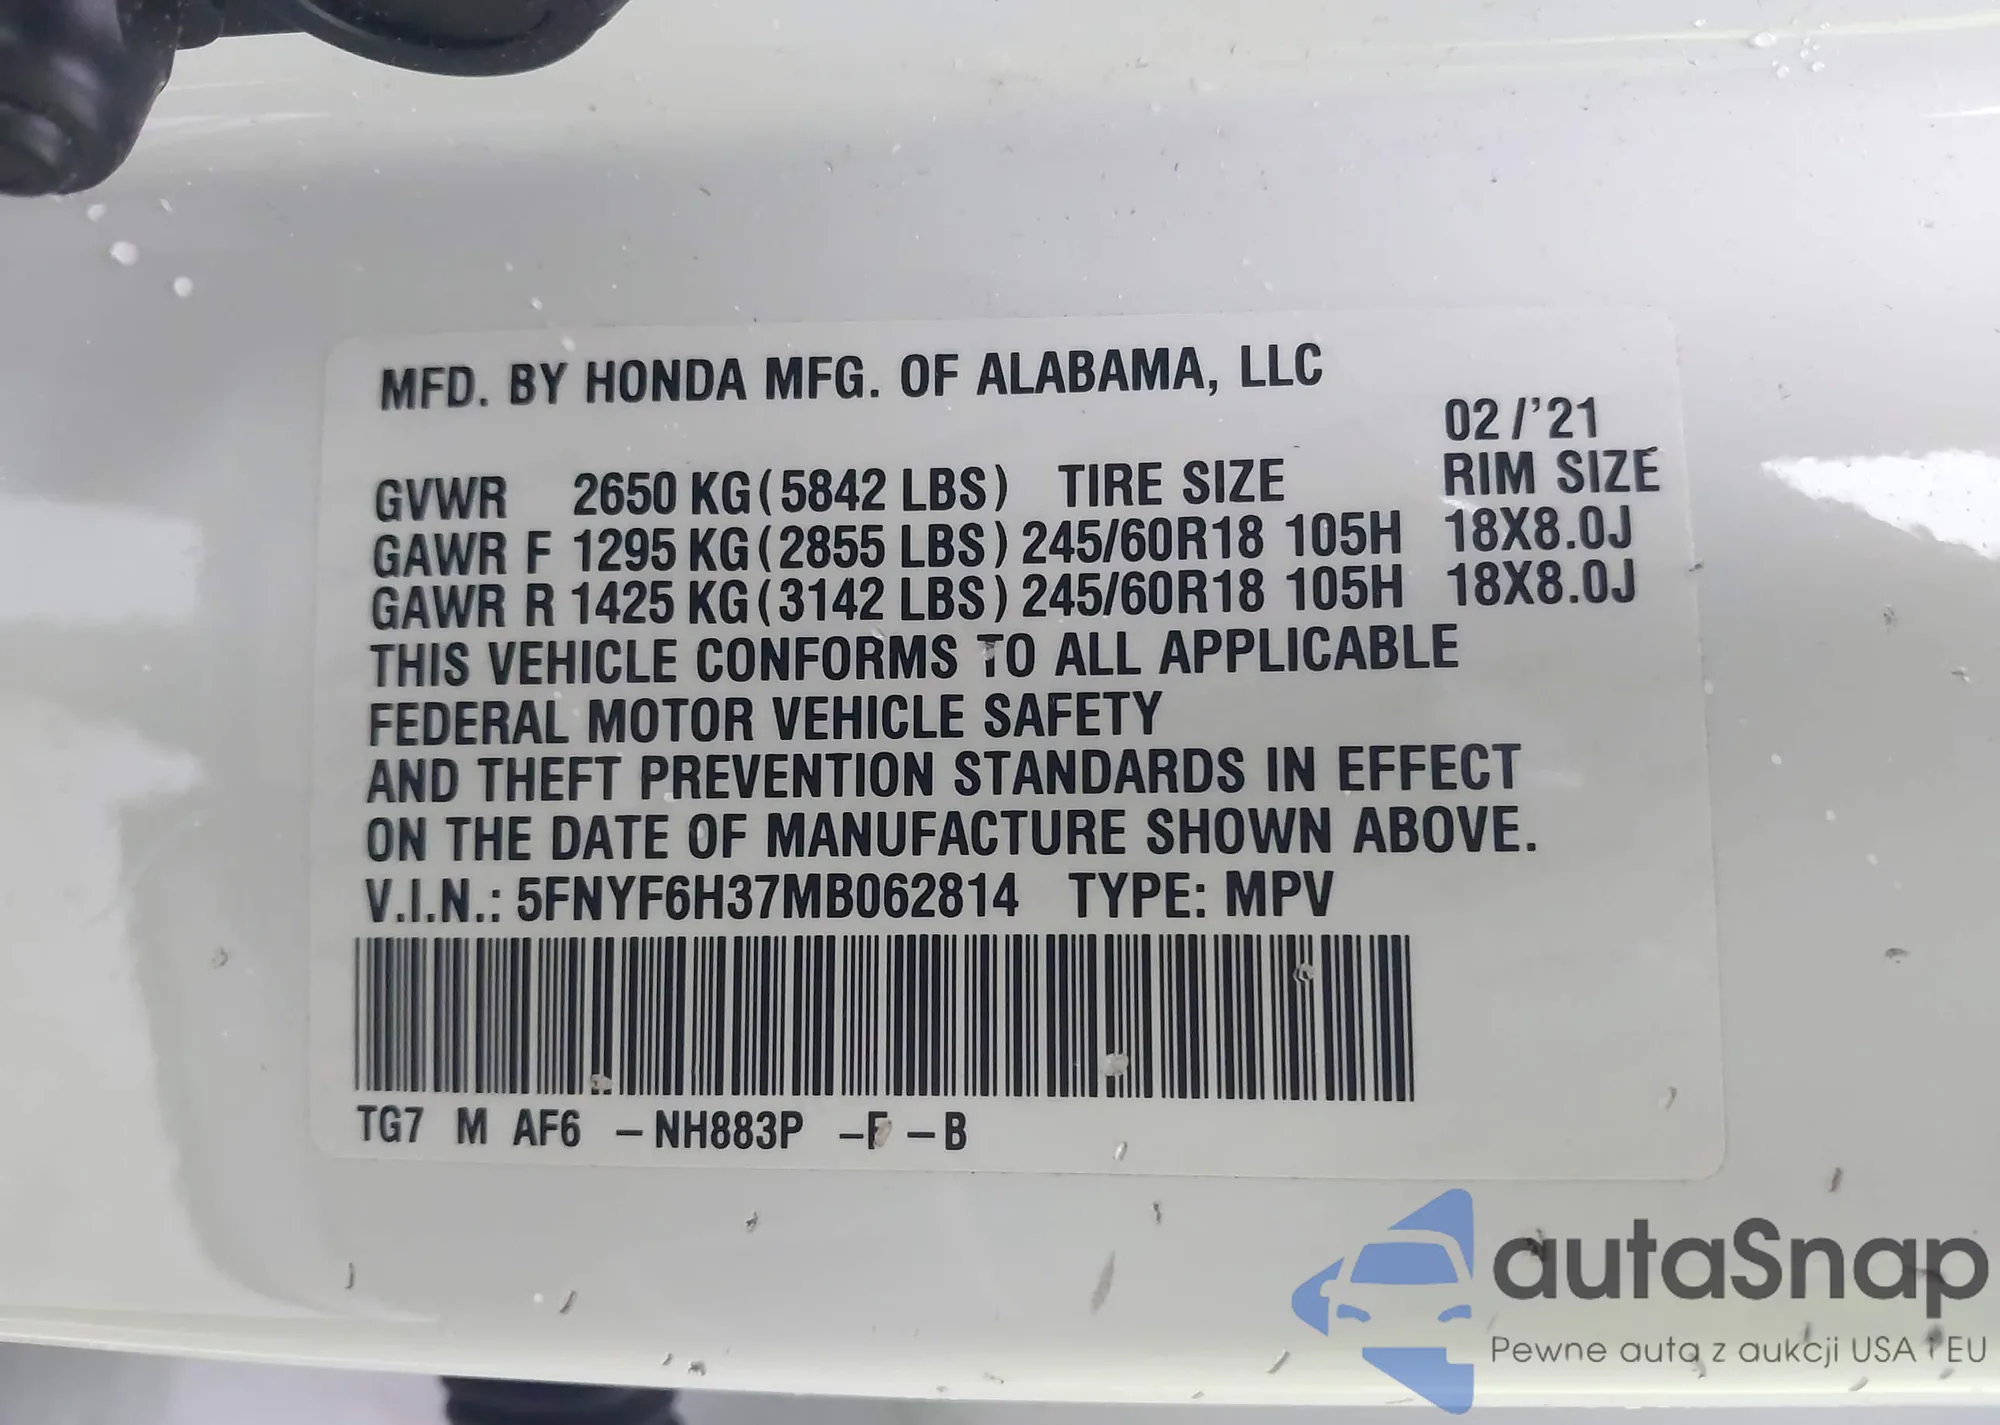 MFD. BY HONDA MFG. OF ALABAMA, LLC
02/'21
GVWR 2650 KG (5842 LBS) TIRE SIZE RIM SIZE
GAWR F 1295 KG (2855 LBS) 245/60R18 105H 18X8.0J
GAWR R 1425 KG (3142 LBS) 245/60R18 105H 18X8.0J
THIS VEHICLE CONFORMS TO ALL APPLICABLE
FEDERAL MOTOR VEHICLE SAFETY
AND THEFT PREVENTION STANDARDS IN EFFECT
ON THE DATE OF MANUFACTURE SHOWN ABOVE.
V.I.N.: 5FNYF6H37MB062814 TYPE: MPV
TG7 M AF6 -NH883P -F -B
autaSnap
Pewne auta z aukcji USA i EU